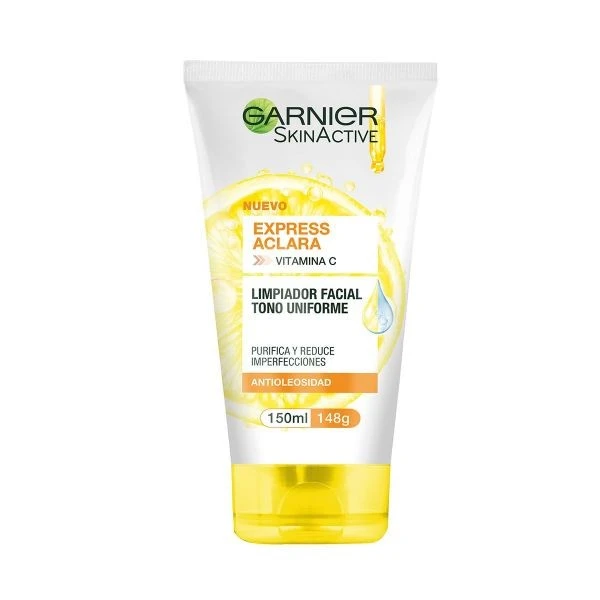 GARNIER
SKINACTIVE
NUEVO
EXPRESS
ACLARA
VITAMINA C
LIMPIADOR FACIAL
TONO UNIFORME
PURIFICA Y REDUCE
IMPERFECCIONES
ANTIOLEOSIDAD
150ml 148g